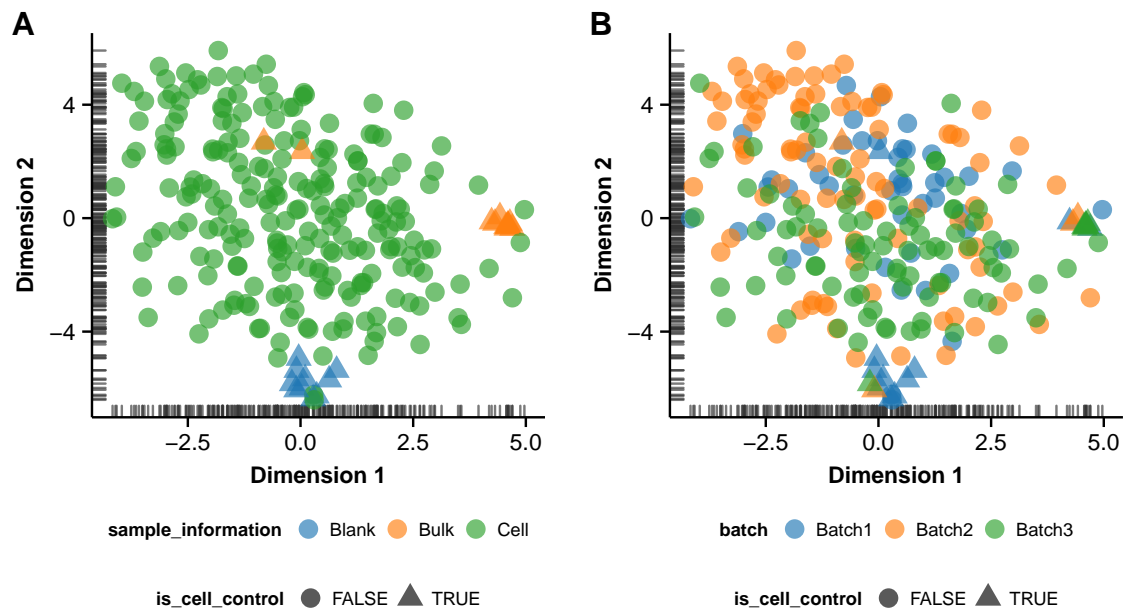 A
B
4
0
−4
Dimension 2
−2.5
0.0
2.5
5.0
Dimension 1
sample_information Blank Bulk Cell
is_cell_control FALSE TRUE
4
0
−4
Dimension 2
−2.5
0.0
2.5
5.0
Dimension 1
batch Batch1 Batch2 Batch3
is_cell_control FALSE TRUE